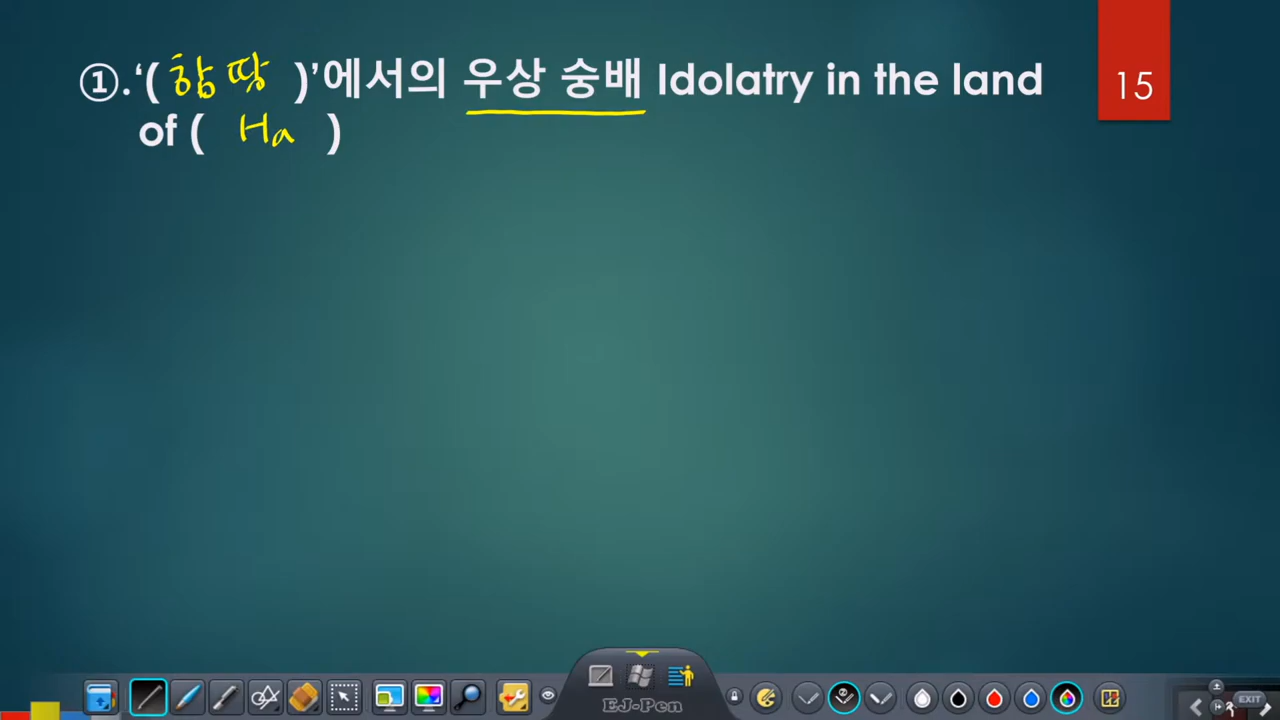 ①.‘( 함 땅 )’에서의 우상 숭배 Idolatry in the land
of ( Ha )
15
EJ-Pen
EXIT